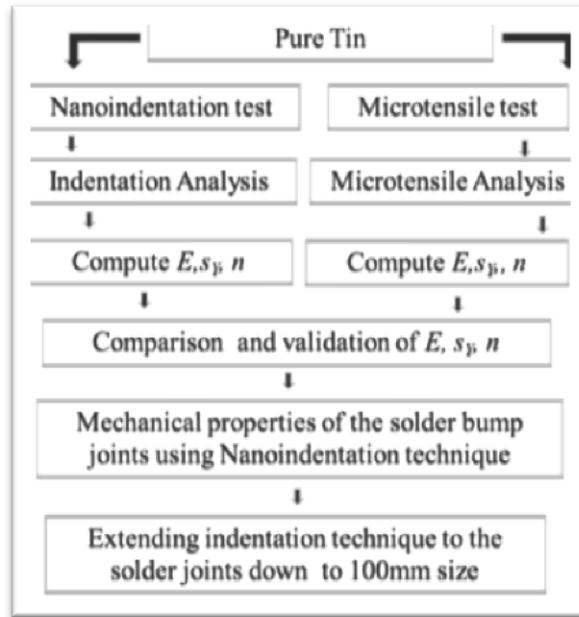 Pure Tin
Nanoindentation test
Microtensile test
Indentation Analysis
Microtensile Analysis
Compute E,sy, n
Compute E,sy, n
Comparison and validation of E, sy, n
Mechanical properties of the solder bump
joints using Nanoindentation technique
Extending indentation technique to the
solder joints down to 100mm size